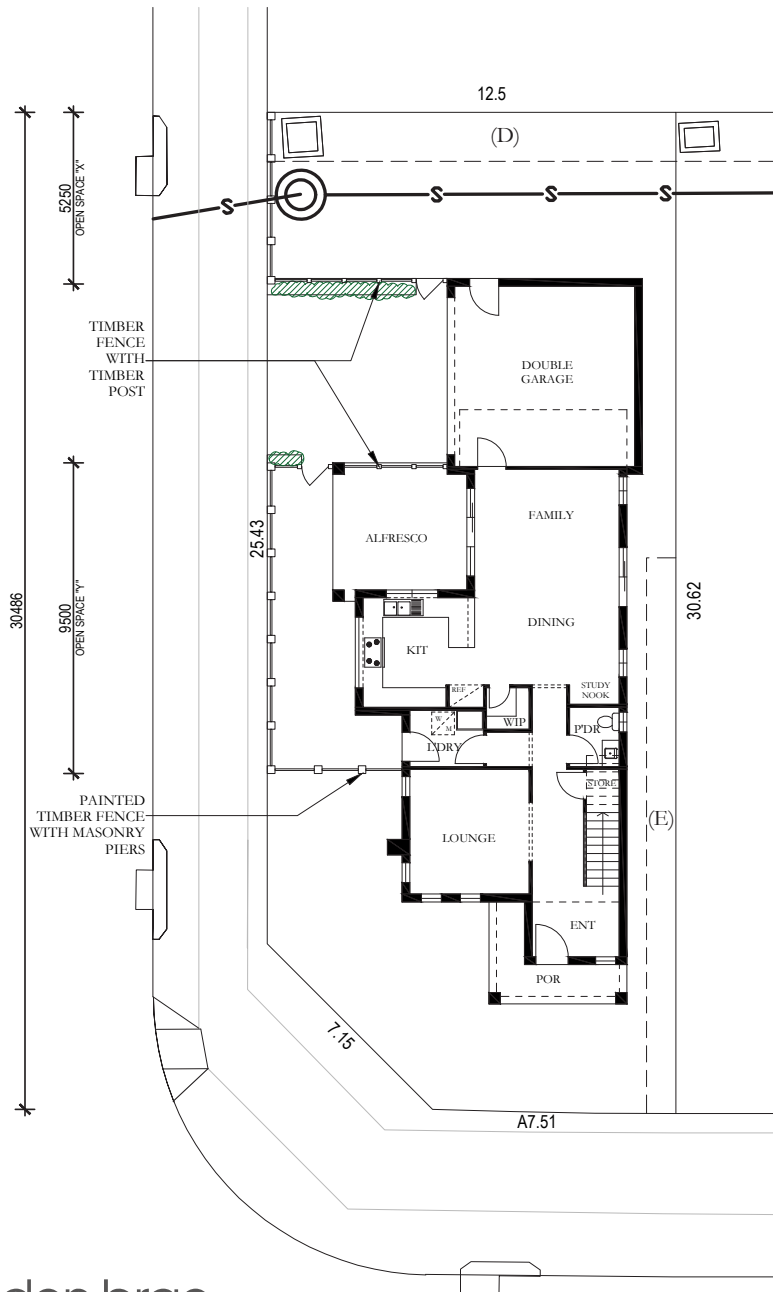 12.5
(D)
5250
OPEN SPACE "X"
S
S
S
S
TIMBER
FENCE
WITH
TIMBER
POST
DOUBLE
GARAGE
30486
9500
OPEN SPACE "Y"
25.43
ALFRESCO
FAMILY
30.62
KIT
DINING
REF
STUDY
NOOK
W
M
WIP
P'DR
L'DRY
STORE
PAINTED
TIMBER FENCE
WITH MASONRY
PIERS
LOUNGE
(E)
ENT
POR
7.15
A7.51